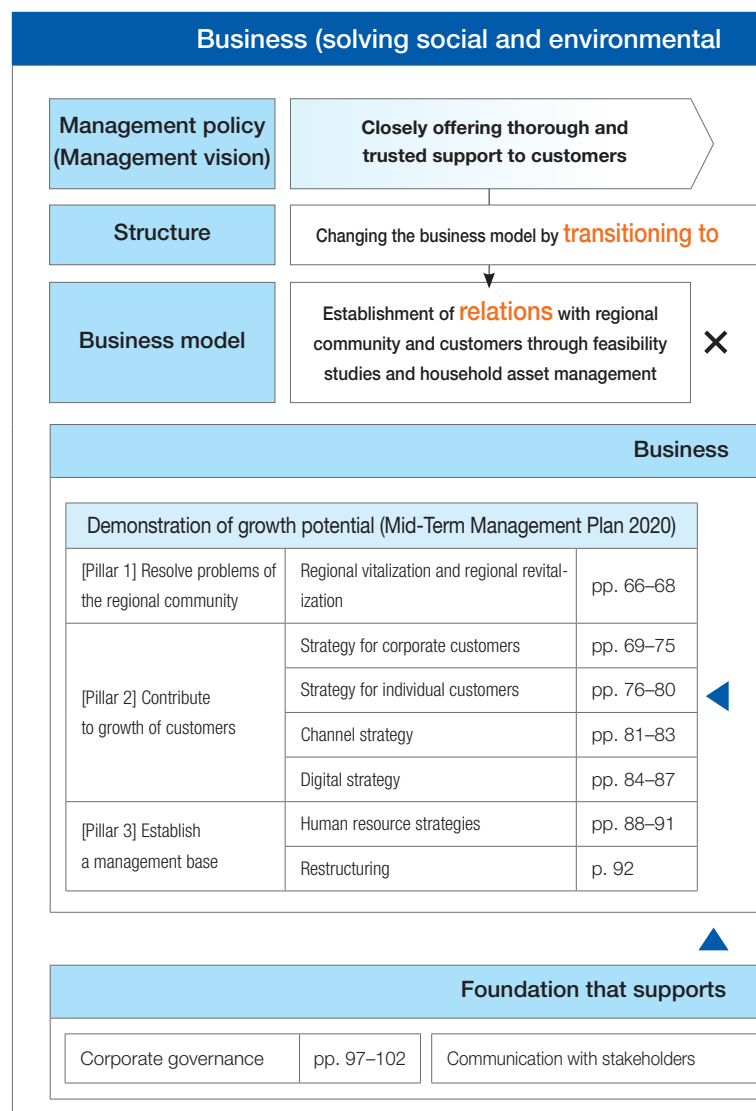 Business (solving social and environmental
Management policy
(Management vision)
Closely offering thorough and
trusted support to customers
Structure
Changing the business model by transitioning to
Business model
Establishment of relations with regional
community and customers through feasibility
studies and household asset management
×
Business
Demonstration of growth potential (Mid-Term Management Plan 2020)
[Pillar 1] Resolve problems of
the regional community
Regional vitalization and regional revital-
ization
pp. 66–68
[Pillar 2] Contribute
to growth of customers
Strategy for corporate customers
pp. 69–75
Strategy for individual customers
pp. 76–80
Channel strategy
pp. 81–83
Digital strategy
pp. 84–87
[Pillar 3] Establish
a management base
Human resource strategies
pp. 88–91
Restructuring
p. 92
Foundation that supports
Corporate governance
pp. 97–102
Communication with stakeholders